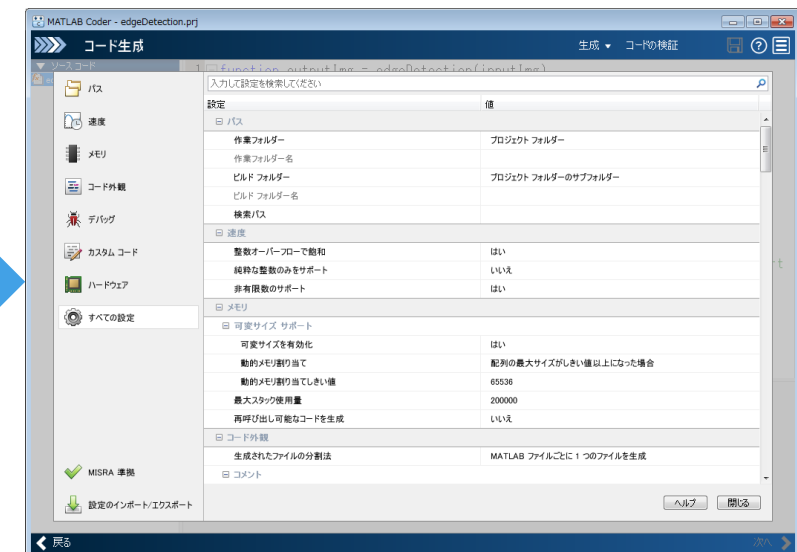 MATLAB Coder - edgeDetection.prj
コード生成
生成 ▼ コードの検証
ソース コード
1 function outputImg = edgeDetection(inputImg)
パス
速度
メモリ
コード外観
デバッグ
カスタム コード
ハードウェア
すべての設定
MISRA 準拠
設定のインポート/エクスポート
入力して設定を検索してください
設定 値
パス
作業フォルダー プロジェクト フォルダー
作業フォルダー名
ビルド フォルダー プロジェクト フォルダーのサブフォルダー
ビルド フォルダー名
検索パス
速度
整数オーバーフローで飽和 はい
純粋な整数のみをサポート いいえ
非有限数のサポート はい
メモリ
可変サイズ サポート
可変サイズを有効化 はい
動的メモリ割り当て 配列の最大サイズがしきい値以上になった場合
動的メモリ割り当てしきい値 65536
最大スタック使用量 200000
再呼び出し可能なコードを生成 いいえ
コード外観
生成されたファイルの分割法 MATLAB ファイルごとに 1 つのファイルを生成
コメント
ヘルプ 閉じる
戻る 次へ